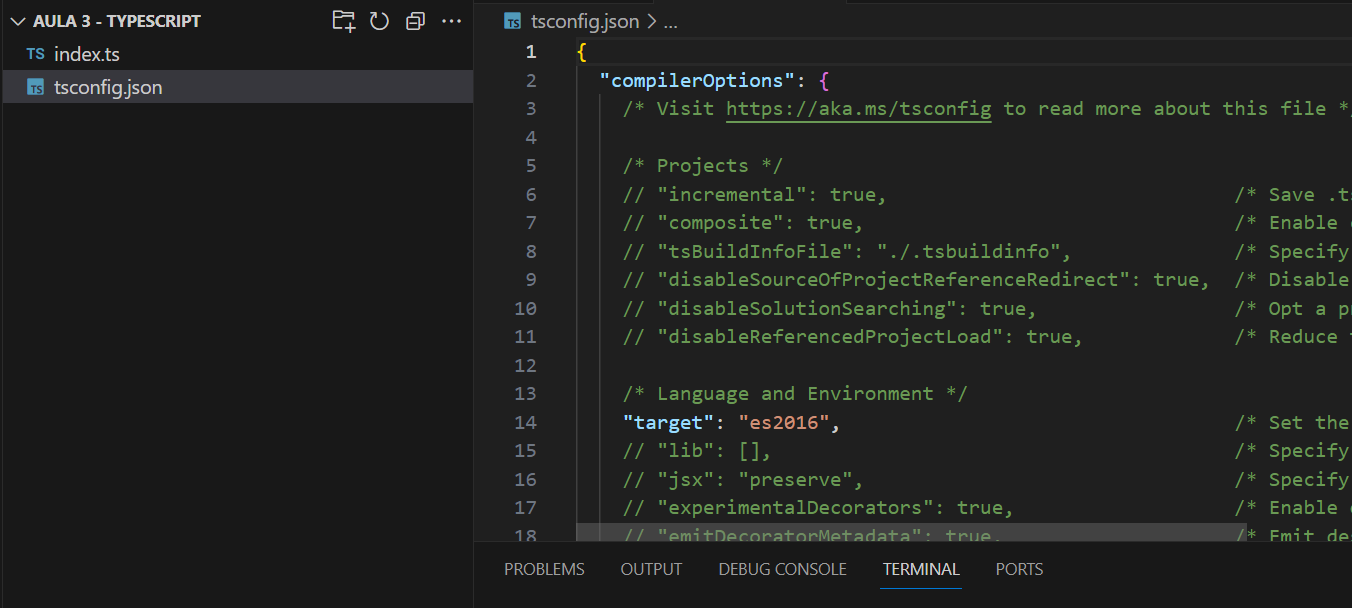 AULA 3 - TYPESCRIPT
TS index.ts
TS tsconfig.json
TS tsconfig.json > ...
1 {
2 "compilerOptions": {
3 /* Visit https://aka.ms/tsconfig to read more about this file *
4
5 /* Projects */
6 // "incremental": true, /* Save
7 // "composite": true, /* Enable
8 // "tsBuildInfoFile": "./.tsbuildinfo", /* Specify
9 // "disableSourceOfProjectReferenceRedirect": true, /* Disable
10 // "disableSolutionSearching": true, /* Opt a
11 // "disableReferencedProjectLoad": true, /* Reduce
12
13 /* Language and Environment */
14 "target": "es2016", /* Set the
15 // "lib": [], /* Specify
16 // "jsx": "preserve", /* Specify
17 // "experimentalDecorators": true, /* Enable
18 // "emitDecoratorMetadata": true, /* Emit
PROBLEMS OUTPUT DEBUG CONSOLE TERMINAL PORTS